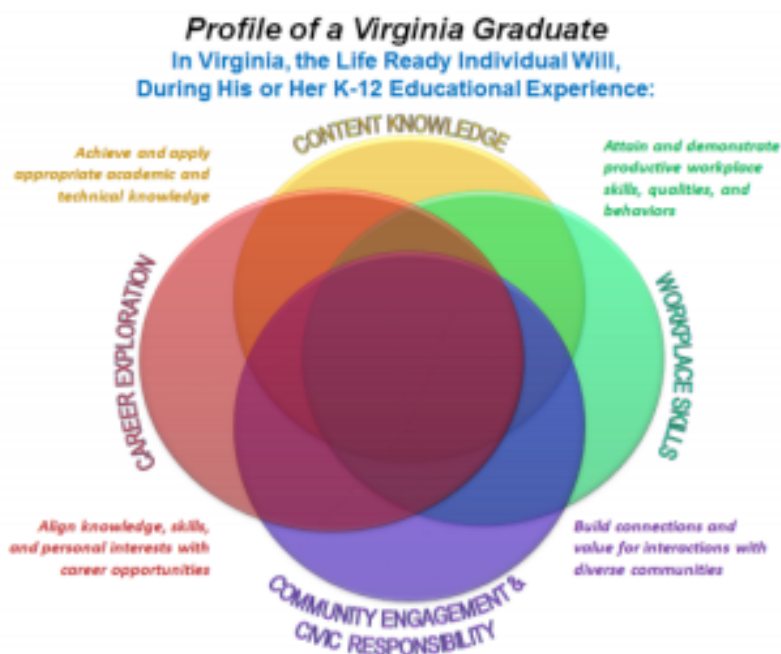 Profile of a Virginia Graduate
In Virginia, the Life Ready Individual Will,
During His or Her K-12 Educational Experience:
CONTENT KNOWLEDGE
Achieve and apply
appropriate academic and
technical knowledge
Attain and demonstrate
productive workplace
skills, qualities, and
behaviors
CAREER EXPLORATION
WORKPLACE SKILLS
Align knowledge, skills,
and personal interests with
career opportunities
Build connections and
value for interactions with
diverse communities
COMMUNITY ENGAGEMENT &
CIVIC RESPONSIBILITY